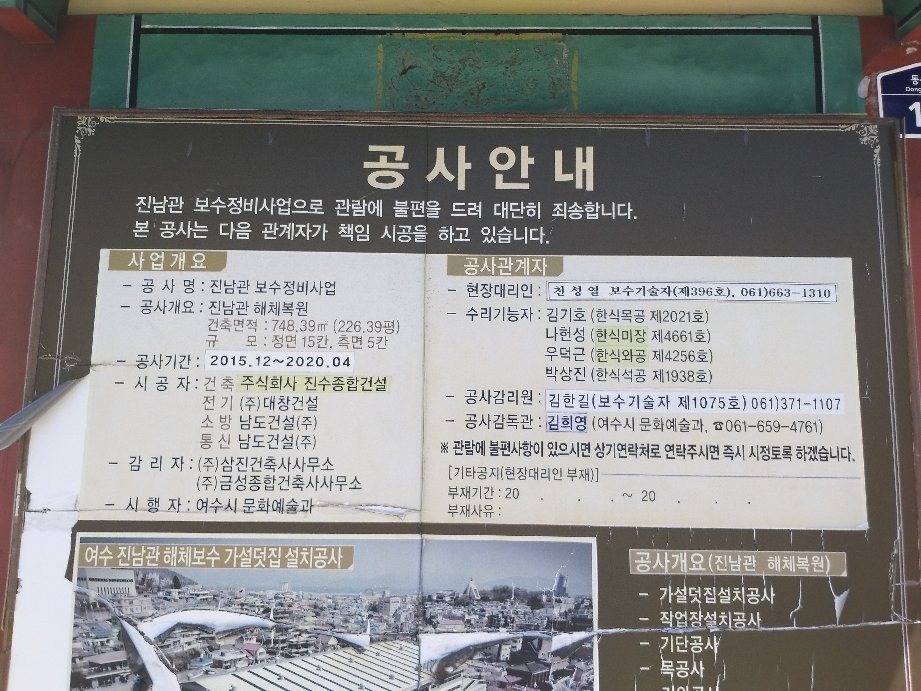 공사안내
진남관 보수정비사업으로 관람에 불편을 드려 대단히 죄송합니다.
본 공사는 다음 관계자가 책임 시공을 하고 있습니다.
사업개요
- 공 사 명 : 진남관 보수정비사업
- 공사개요 : 진남관 해체복원
건축면적 : 748.39㎡ (226.39평)
규 모 : 정면 15칸, 측면 5칸
- 공사기간 : 2015.12~2020.04
- 시 공 자 : 건 축 주식회사 진수종합건설
전 기 (주)대창건설
소 방 남도건설(주)
통 신 남도건설(주)
- 감 리 자 : (주)삼진건축사사무소
(주)금성종합건축사사무소
- 시 행 자 : 여수시 문화예술과
공사관계자
- 현장대리인 : 천성열 보수기술자(제396호), 061)663-1310
- 수리기능자 : 김기호 (한식목공 제2021호)
나헌성 (한식미장 제4661호)
우덕근 (한식와공 제4256호)
박상진 (한식석공 제1938호)
- 공사감리원 : 김한길(보수기술자 제1075호) 061)371-1107
- 공사감독관 : 김희영 (여수시 문화예술과, ☎061-659-4761)
※ 관람에 불편사항이 있으시면 상기연락처로 연락주시면 즉시 시정토록 하겠습니다.
[기타공지(현장대리인 부재)]
부재기간 : 20 . . . ~ 20 . . .
부재사유 :
여수 진남관 해체보수 가설덧집 설치공사
공사개요(진남관 해체복원)
- 가설덧집설치공사
- 작업장설치공사
- 기단공사
- 목공사